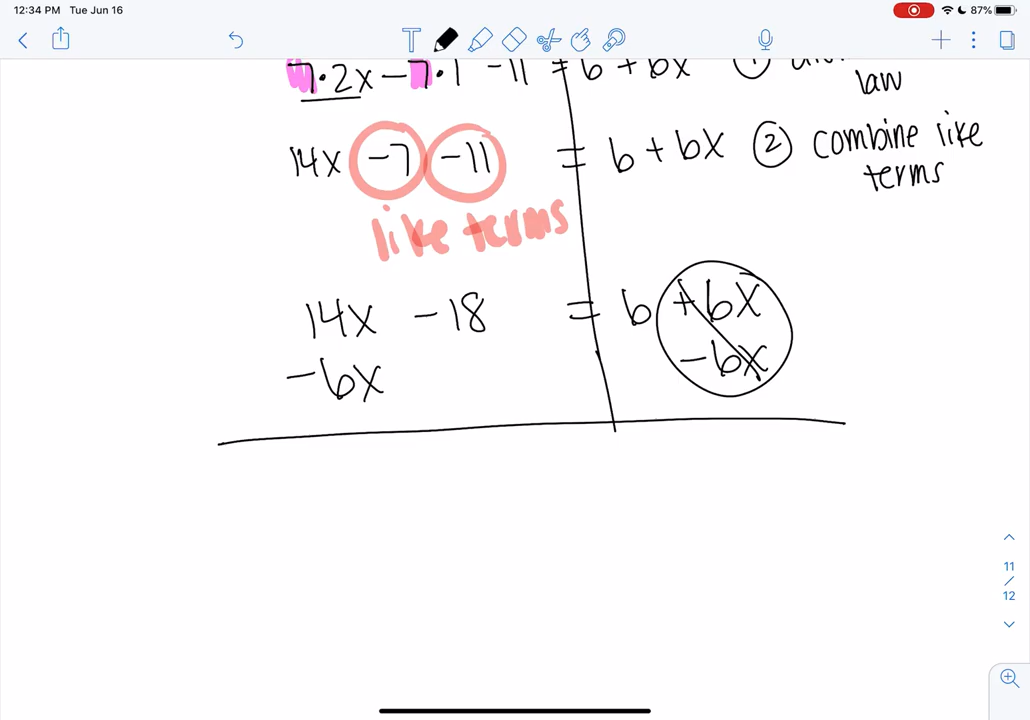 12:34 PM Tue Jun 16
87%
T
7·2x-7·1 -11 = 6 + 6x ①
law
14x -7 -11 = 6 + 6x ② combine like
terms
like terms
14x -18 = 6 +6x
-6x -6x
11
/
12